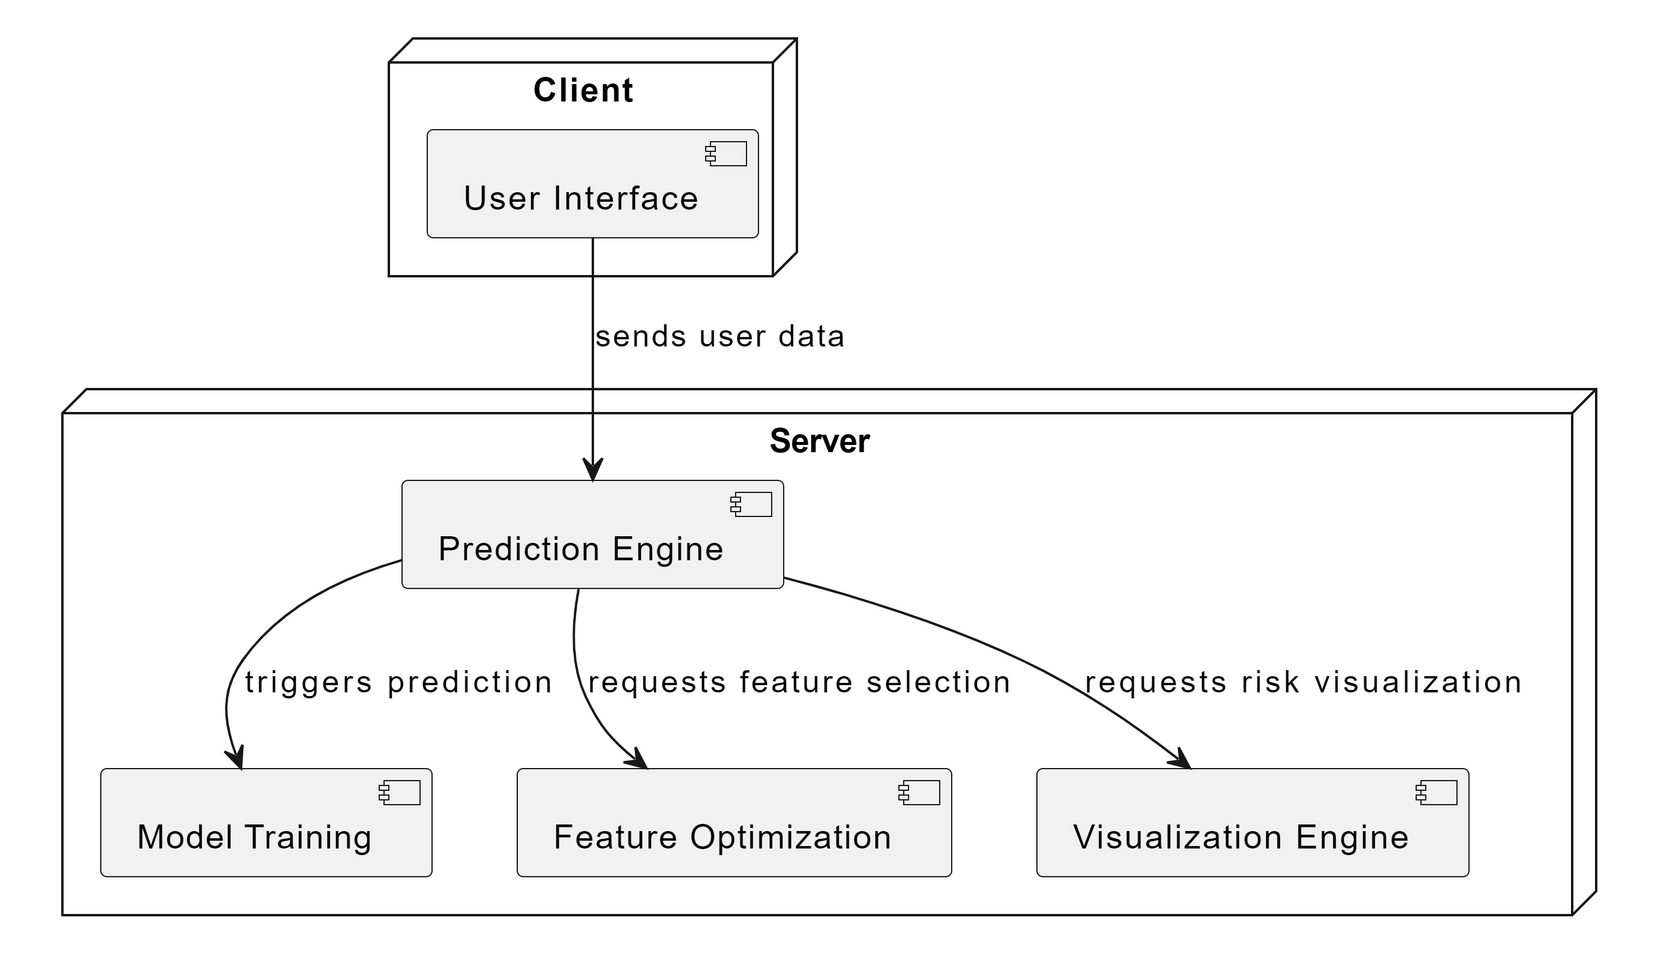 Client
User Interface
sends user data
Server
Prediction Engine
triggers prediction
requests feature selection
requests risk visualization
Model Training
Feature Optimization
Visualization Engine